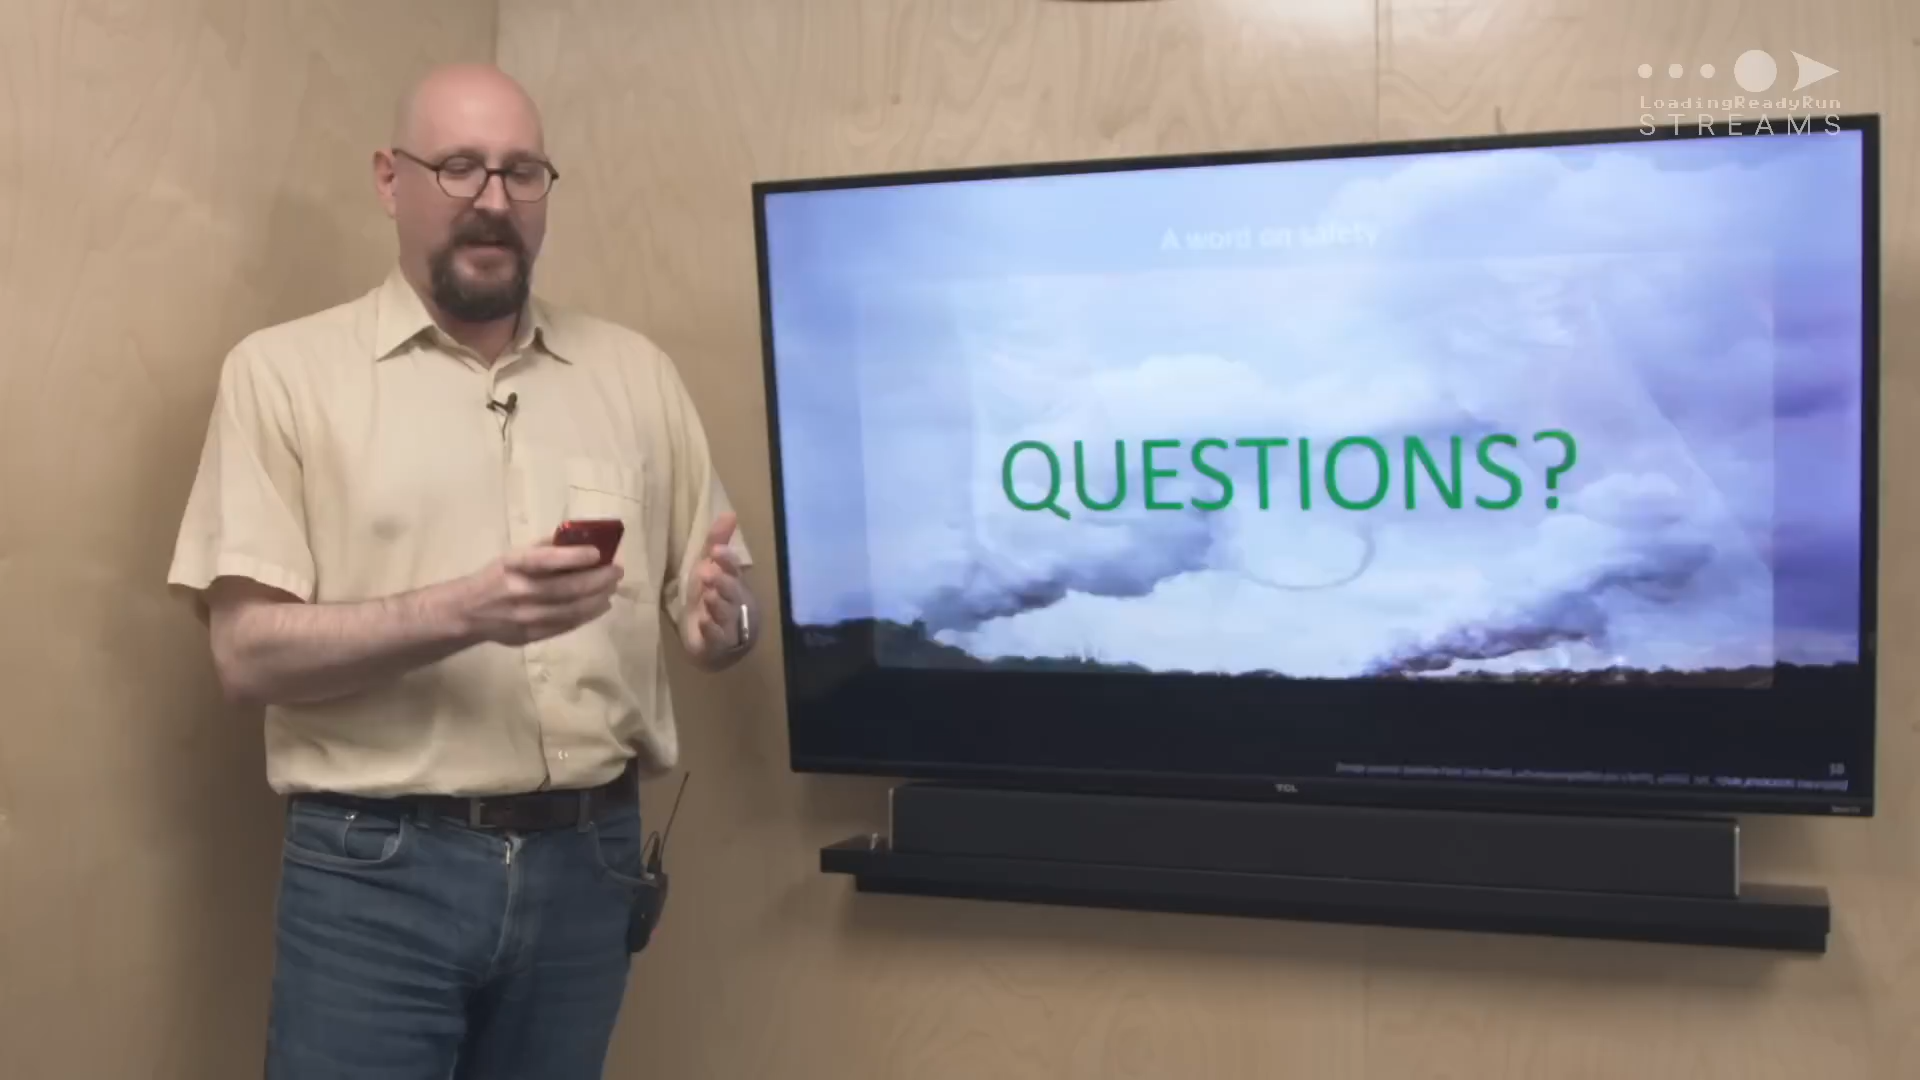 LoadingReadyRun
STREAMS
A word on safety
QUESTIONS?
TCL